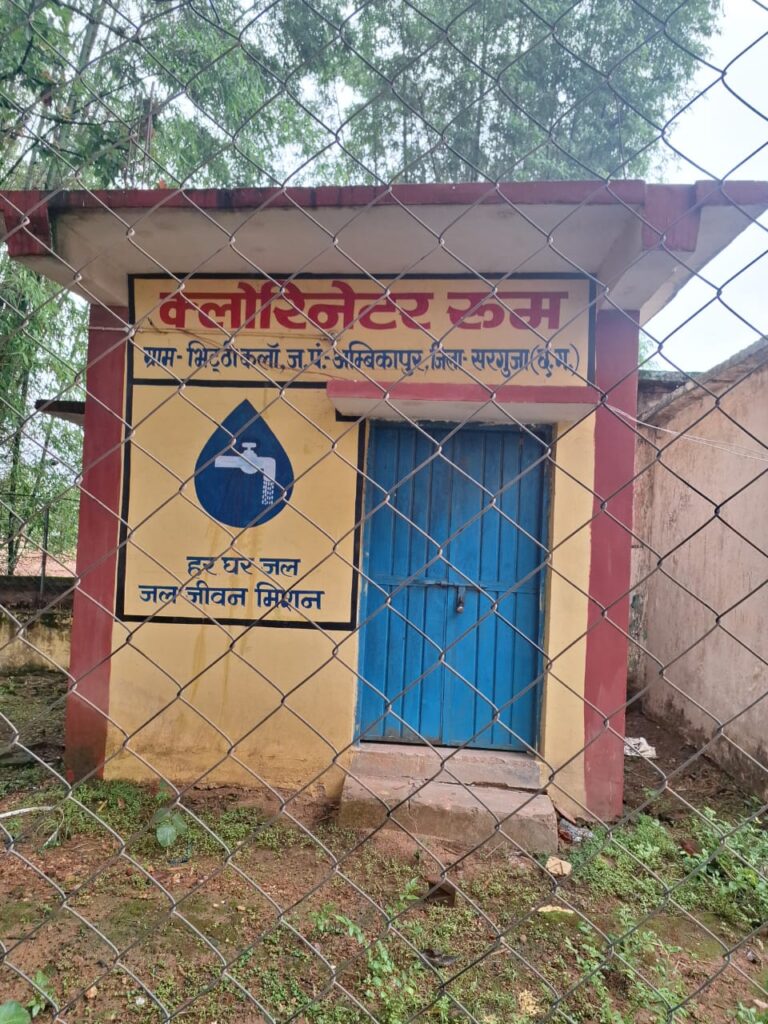 क्लोरिनेटर रूम
ग्राम- भिट्ठीकलॉ, ज.पं:- अम्बिकापुर, जिला- सरगुजा (छ.ग.)
हर घर जल
जल जीवन मिशन